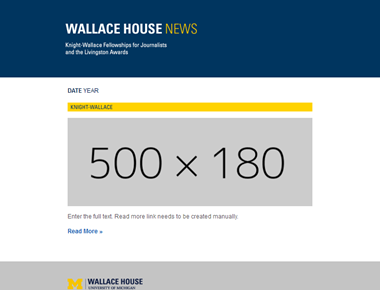 WALLACE HOUSE NEWS
Knight-Wallace Fellowships for Journalists
and the Livingston Awards
DATE YEAR
KNIGHT-WALLACE
500 × 180
Enter the full text. Read more link needs to be created manually.
Read More »
M WALLACE HOUSE
UNIVERSITY OF MICHIGAN